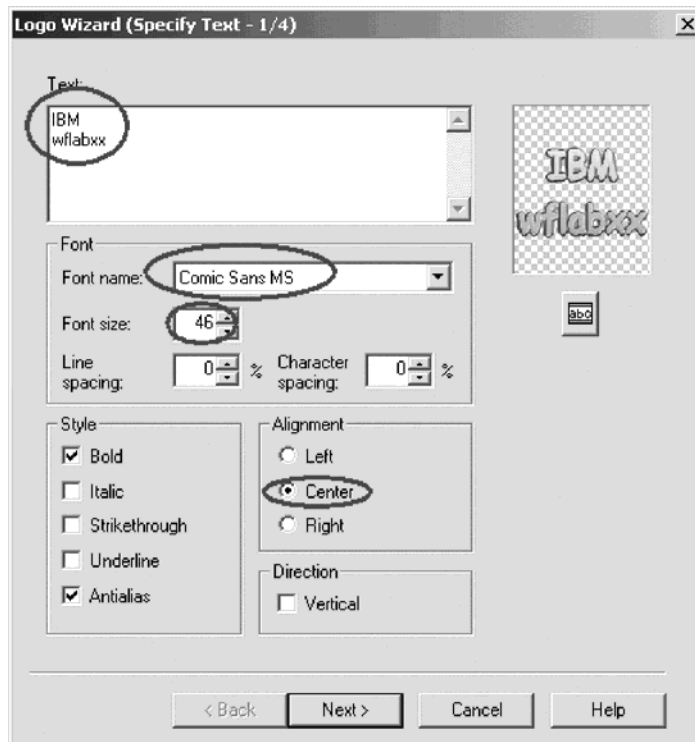 Logo Wizard (Specify Text - 1/4)
Text:
IBM
wflabxx
IBM
wflabxx
Font
Font name: Comic Sans MS
Font size: 46
Line spacing: 0 % Character spacing: 0 %
abc
Style
Bold
Italic
Strikethrough
Underline
Antialias
Alignment
Left
Center
Right
Direction
Vertical
< Back Next > Cancel Help